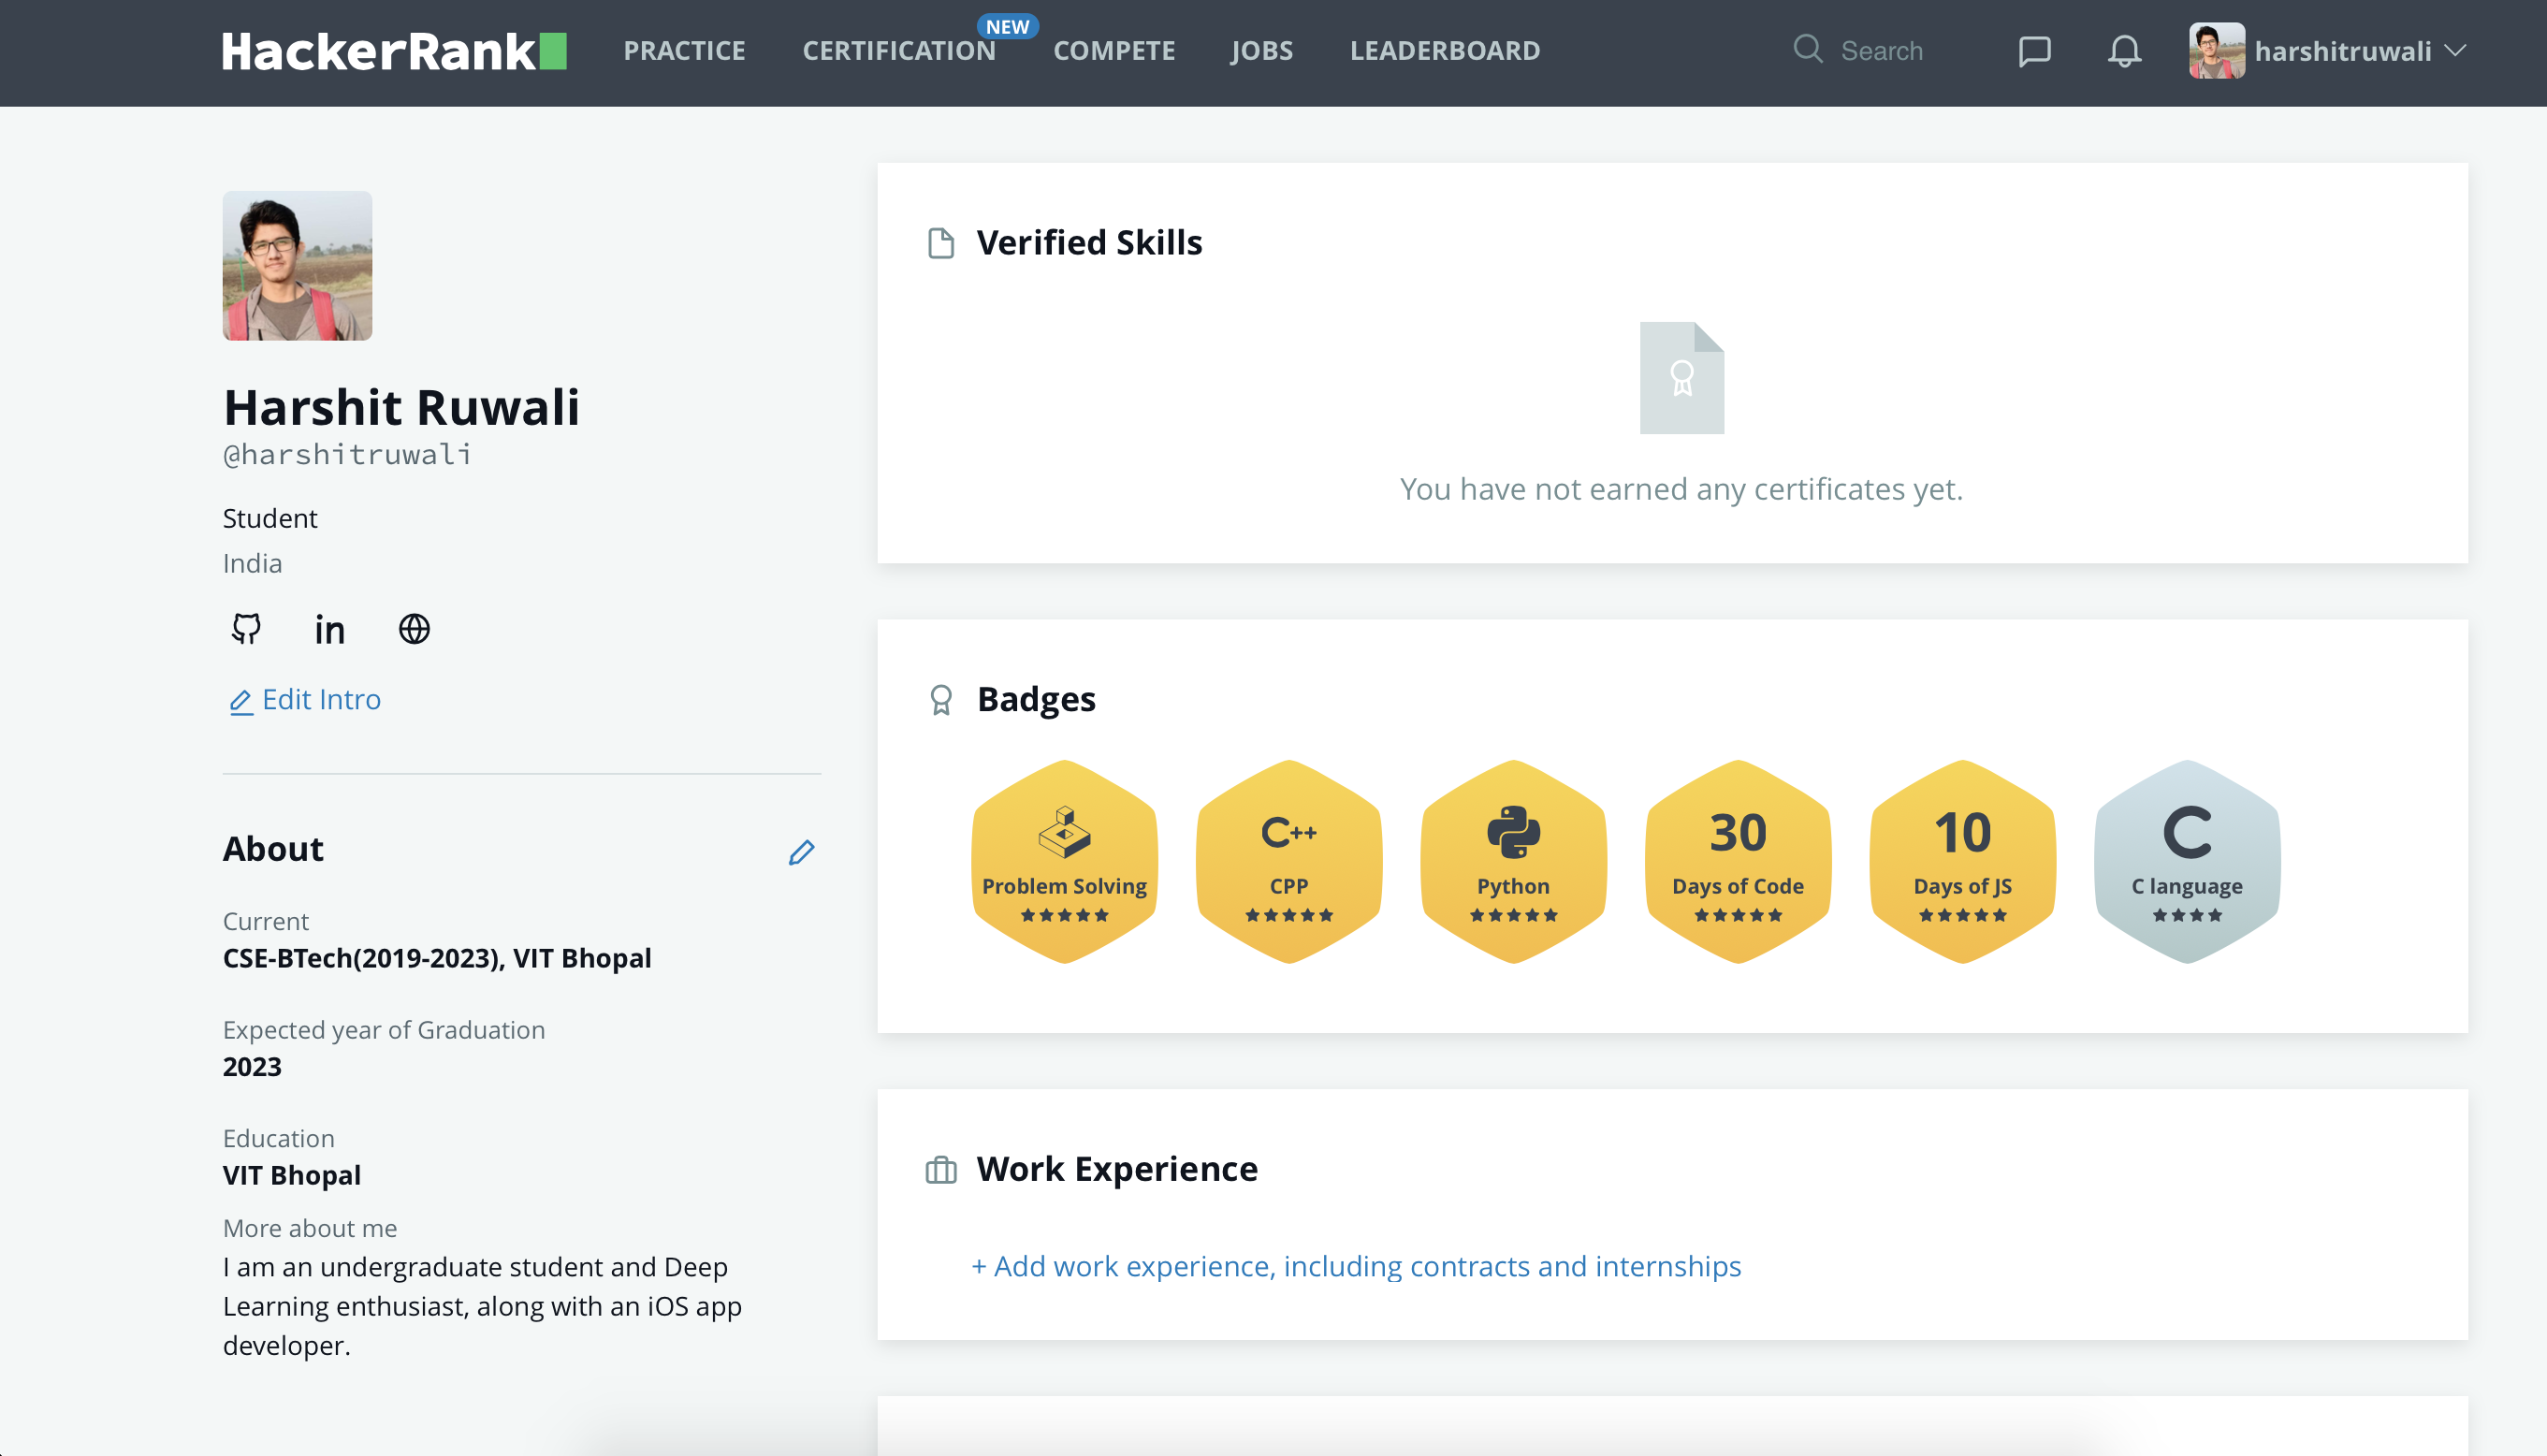 HackerRank
PRACTICE
CERTIFICATION
NEW
COMPETE
JOBS
LEADERBOARD
Search
harshitruwali
Harshit Ruwali
@harshitruwali
Student
India
in
Edit Intro
About
Current
CSE-BTech(2019-2023), VIT Bhopal
Expected year of Graduation
2023
Education
VIT Bhopal
More about me
I am an undergraduate student and Deep
Learning enthusiast, along with an iOS app
developer.
Verified Skills
You have not earned any certificates yet.
Badges
Problem Solving
C++
CPP
Python
30
Days of Code
10
Days of JS
C
C language
Work Experience
+ Add work experience, including contracts and internships